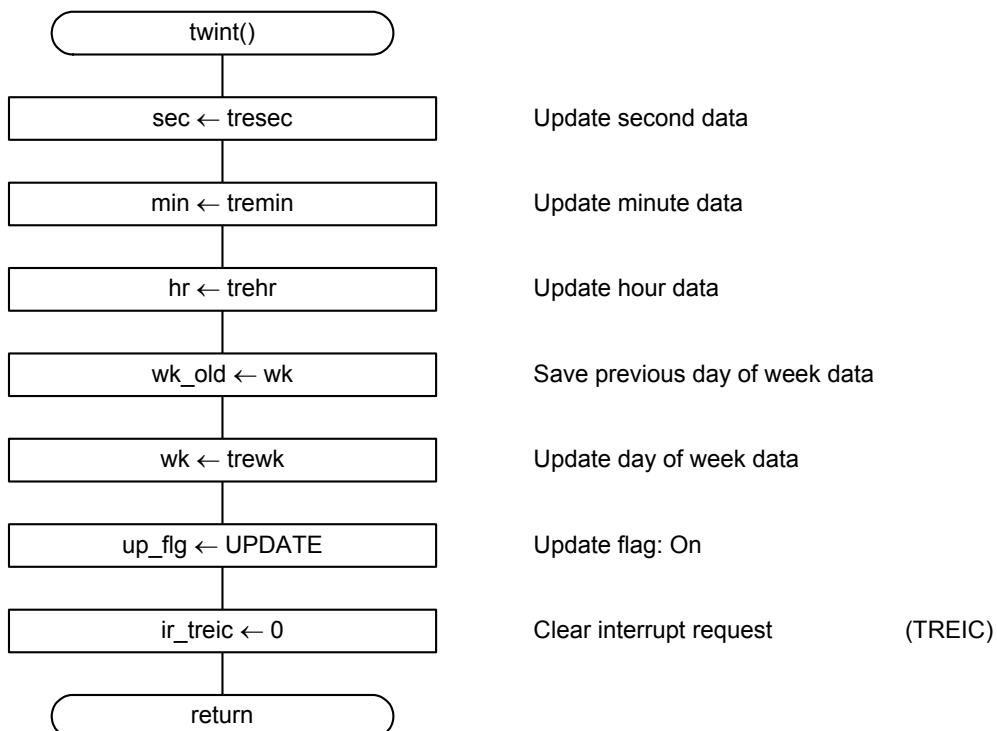 twint()
sec ← tresec Update second data
min ← tremin Update minute data
hr ← trehr Update hour data
wk_old ← wk Save previous day of week data
wk ← trewk Update day of week data
up_flg ← UPDATE Update flag: On
ir_treic ← 0 Clear interrupt request (TREIC)
return